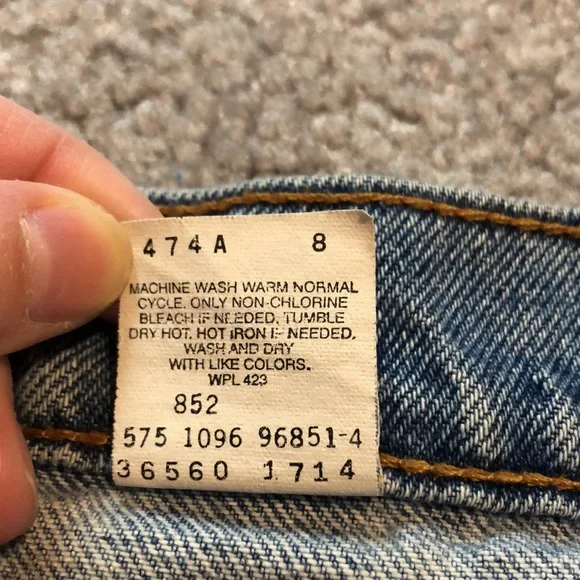 474A 8
MACHINE WASH WARM NORMAL
CYCLE. ONLY NON-CHLORINE
BLEACH IF NEEDED. TUMBLE
DRY HOT. HOT IRON IF NEEDED.
WASH AND DRY
WITH LIKE COLORS.
WPL 423
852
575 1096 96851-4
36560 1714